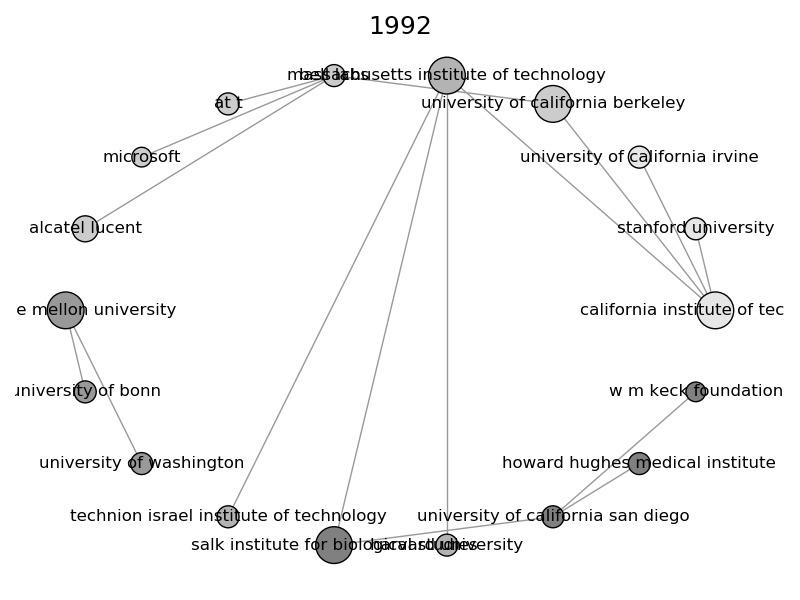 1992
bell labs
massachusetts institute of technology
at t
university of california berkeley
microsoft
university of california irvine
alcatel lucent
stanford university
e mellon university
california institute of tec
university of bonn
w m keck foundation
university of washington
howard hughes medical institute
technion israel institute of technology
university of california san diego
salk institute for biological studies
harvard university